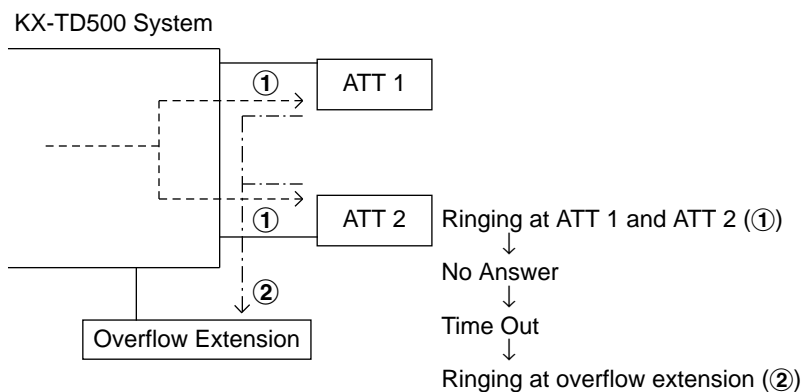 KX-TD500 System
①
ATT 1
①
ATT 2
②
Overflow Extension
Ringing at ATT 1 and ATT 2 (①)
No Answer
Time Out
Ringing at overflow extension (②)